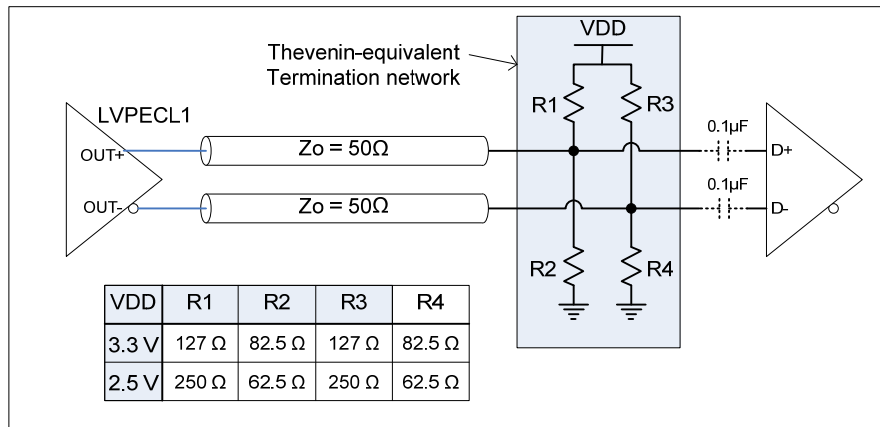 VDD
Thevenin-equivalent
Termination network
R1
R3
LVPECL1
0.1µF
OUT+
Zo = 50Ω
D+
0.1µF
OUT-
Zo = 50Ω
D-
R2
R4
VDD R1 R2 R3 R4
3.3 V 127 Ω 82.5 Ω 127 Ω 82.5 Ω
2.5 V 250 Ω 62.5 Ω 250 Ω 62.5 Ω